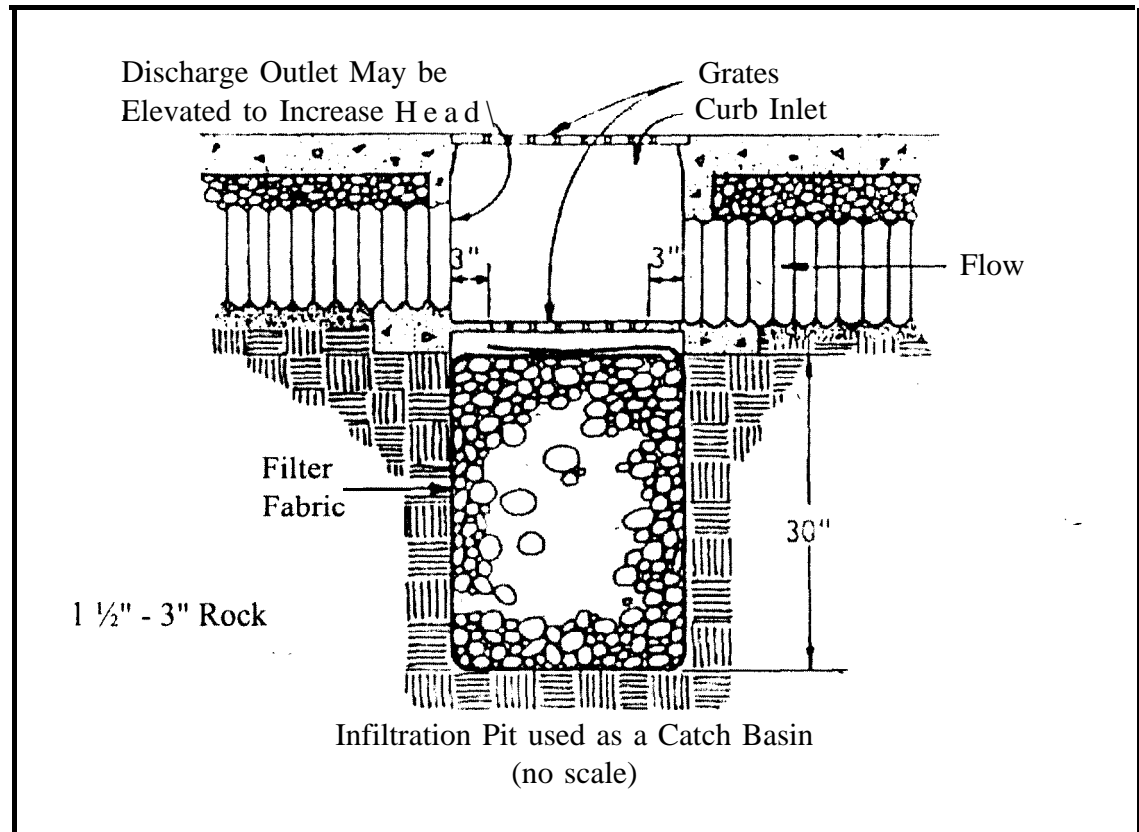 Discharge Outlet May be
Elevated to Increase Head
Grates
Curb Inlet
3"
3"
Flow
Filter
Fabric
30"
1 ½" - 3" Rock
Infiltration Pit used as a Catch Basin
(no scale)